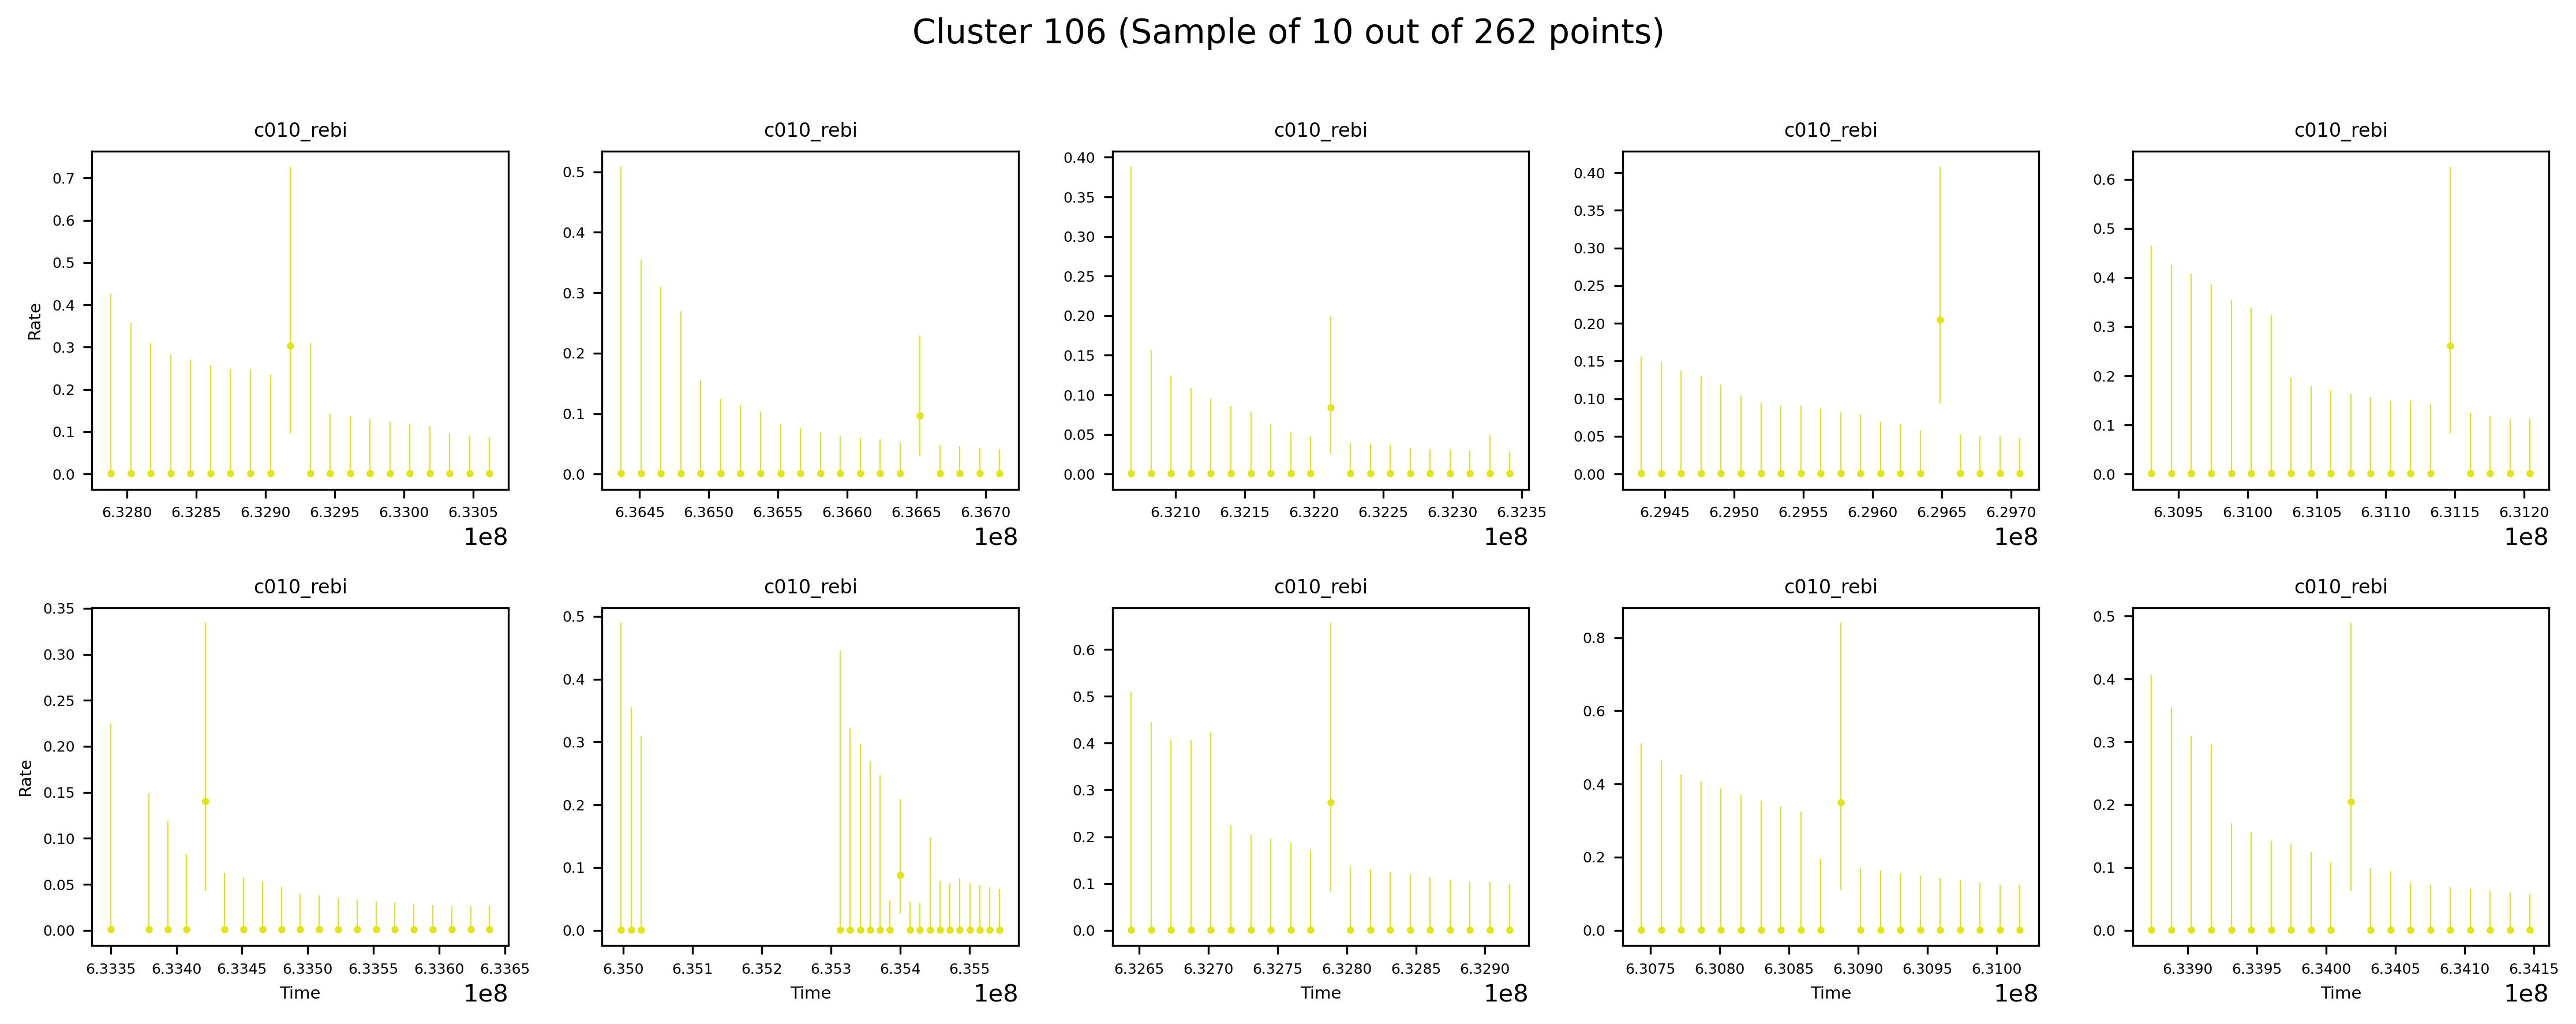 Cluster 106 (Sample of 10 out of 262 points)
c010_rebi c010_rebi c010_rebi c010_rebi c010_rebi
0.7 0.6 0.5 0.4 0.3 0.2 0.1 0.0
Rate
6.3280 6.3285 6.3290 6.3295 6.3300 6.3305
1e8
0.5 0.4 0.3 0.2 0.1 0.0
6.3645 6.3650 6.3655 6.3660 6.3665 6.3670
1e8
0.40 0.35 0.30 0.25 0.20 0.15 0.10 0.05 0.00
6.3210 6.3215 6.3220 6.3225 6.3230 6.3235
1e8
0.40 0.35 0.30 0.25 0.20 0.15 0.10 0.05 0.00
6.2945 6.2950 6.2955 6.2960 6.2965 6.2970
1e8
0.6 0.5 0.4 0.3 0.2 0.1 0.0
6.3095 6.3100 6.3105 6.3110 6.3115 6.3120
1e8
c010_rebi c010_rebi c010_rebi c010_rebi c010_rebi
0.35 0.30 0.25 0.20 0.15 0.10 0.05 0.00
Rate
6.3335 6.3340 6.3345 6.3350 6.3355 6.3360 6.3365
Time 1e8
0.5 0.4 0.3 0.2 0.1 0.0
6.350 6.351 6.352 6.353 6.354 6.355
Time 1e8
0.6 0.5 0.4 0.3 0.2 0.1 0.0
6.3265 6.3270 6.3275 6.3280 6.3285 6.3290
Time 1e8
0.8 0.6 0.4 0.2 0.0
6.3075 6.3080 6.3085 6.3090 6.3095 6.3100
Time 1e8
0.5 0.4 0.3 0.2 0.1 0.0
6.3390 6.3395 6.3400 6.3405 6.3410 6.3415
Time 1e8